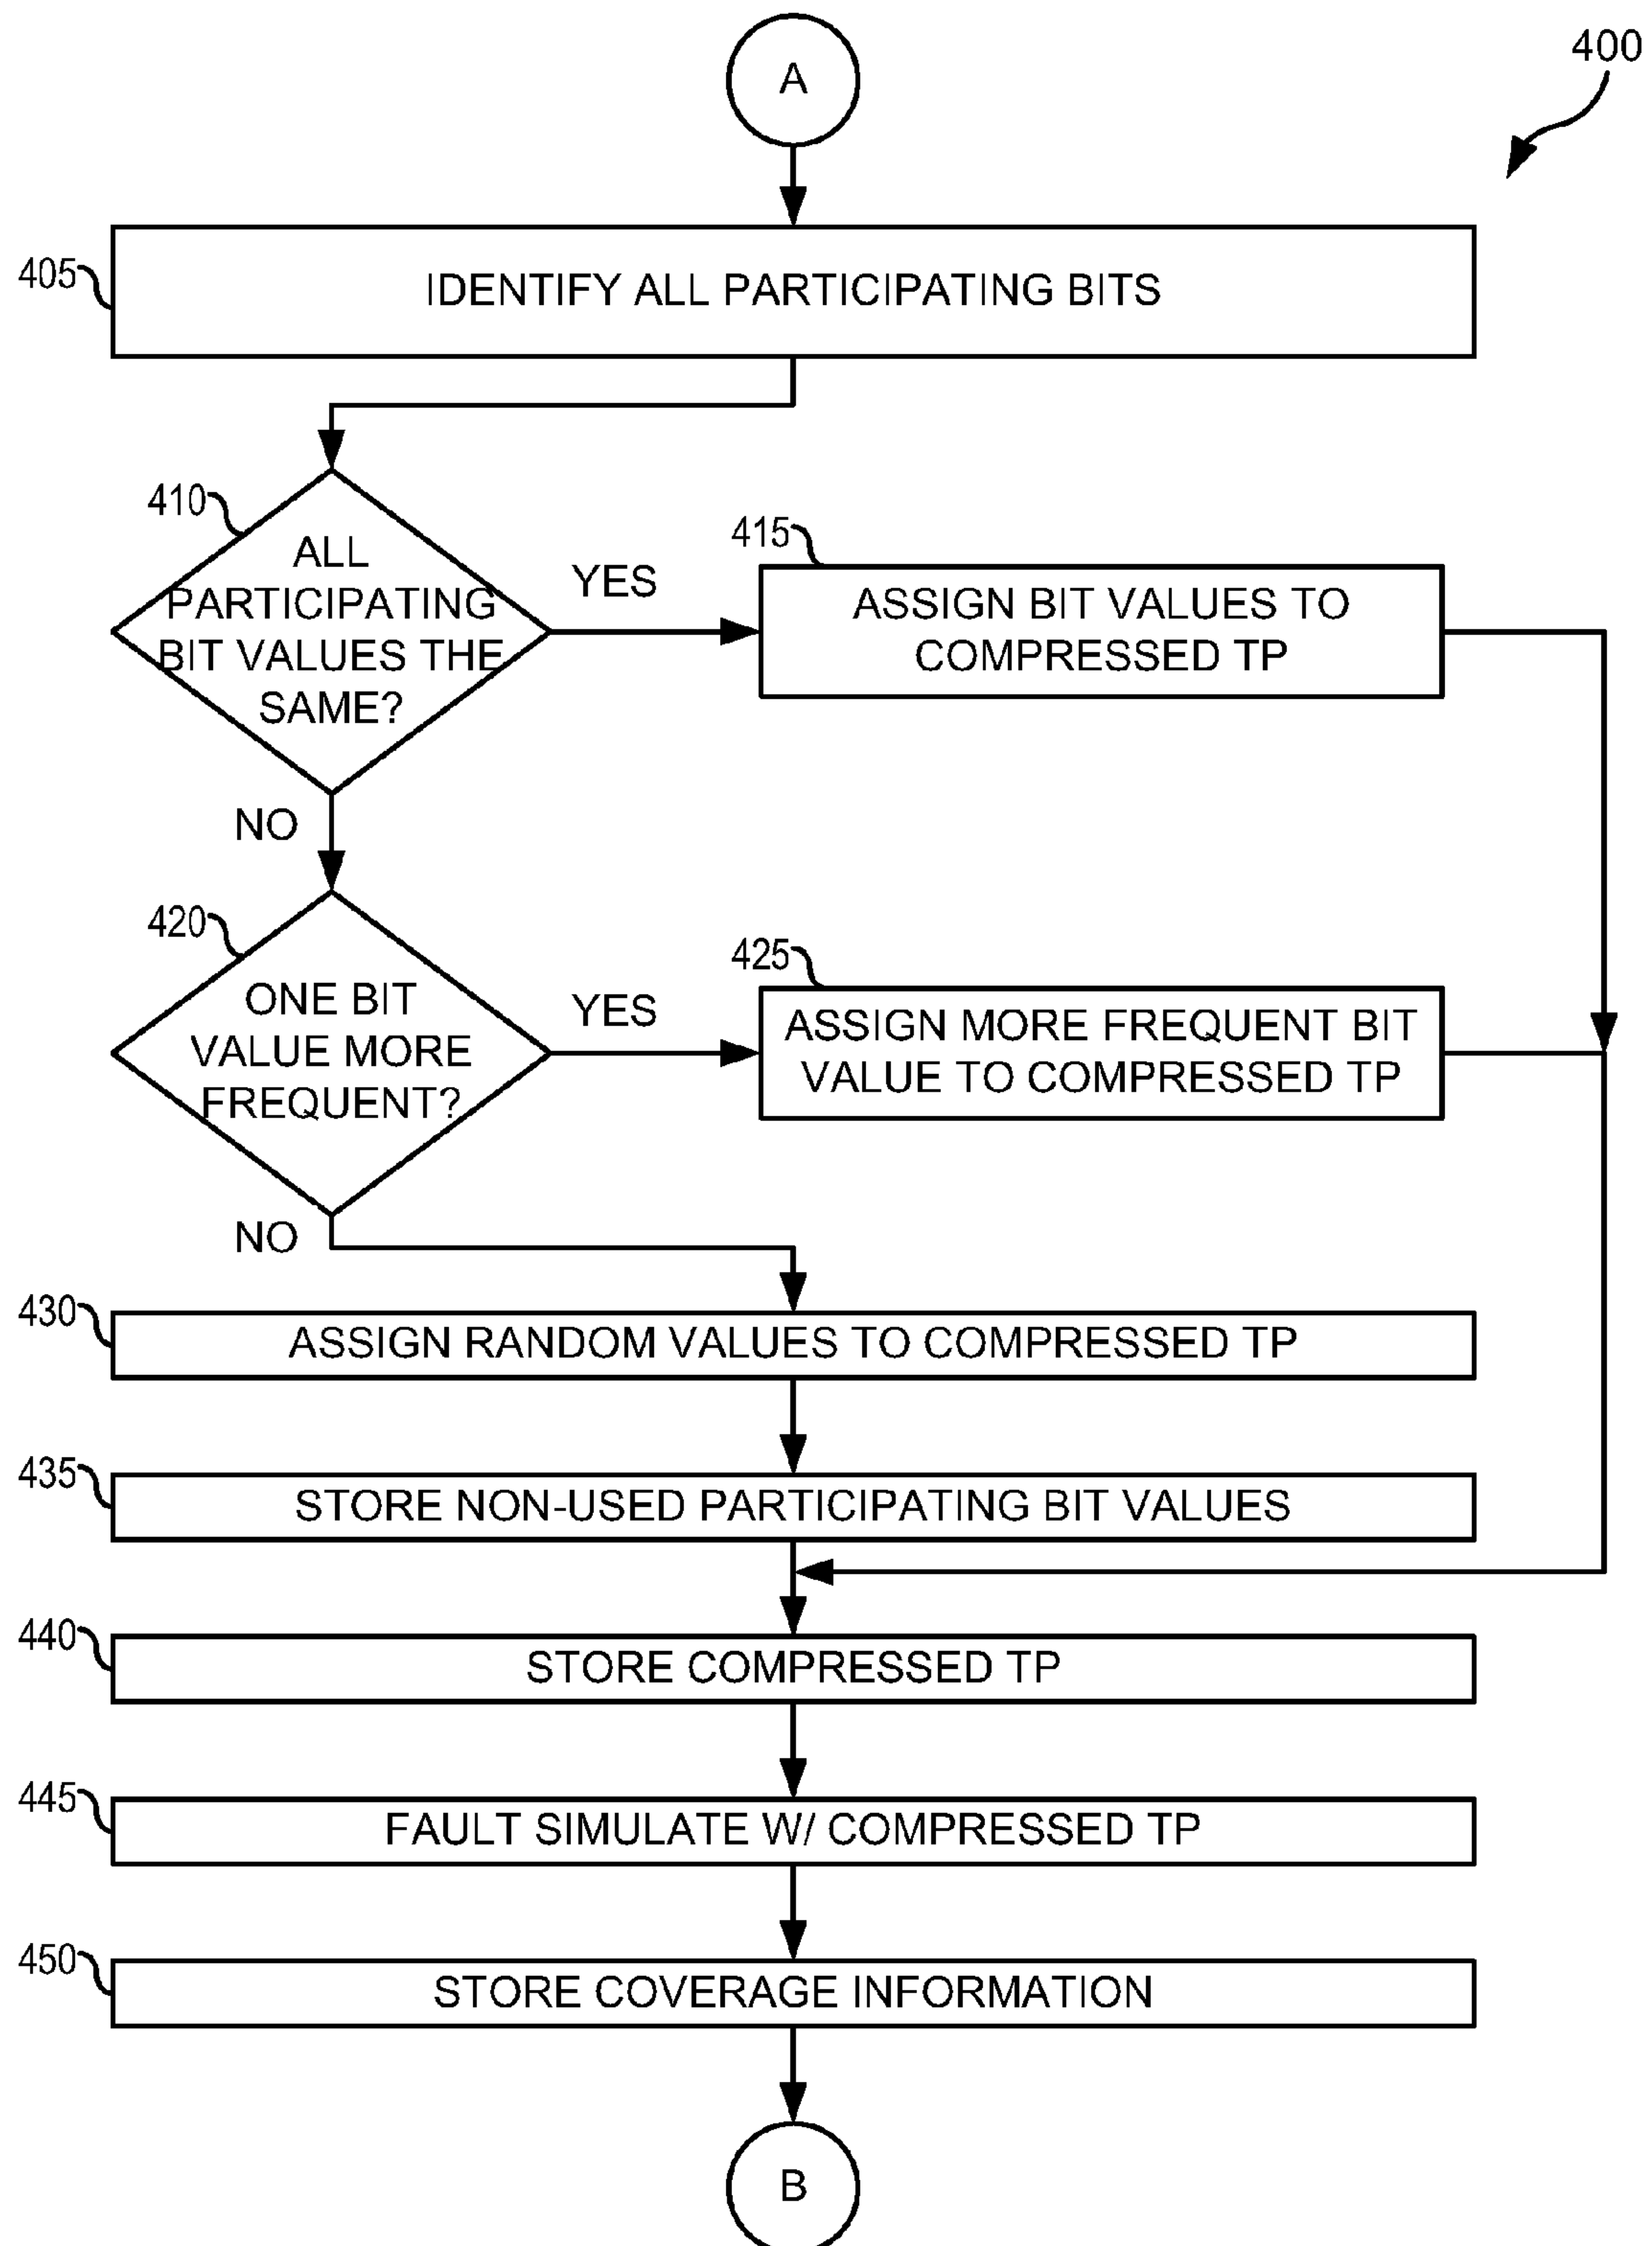 A
400
405
IDENTIFY ALL PARTICIPATING BITS
410
ALL
PARTICIPATING
BIT VALUES THE
SAME?
YES
415
ASSIGN BIT VALUES TO
COMPRESSED TP
NO
420
ONE BIT
VALUE MORE
FREQUENT?
YES
425
ASSIGN MORE FREQUENT BIT
VALUE TO COMPRESSED TP
NO
430
ASSIGN RANDOM VALUES TO COMPRESSED TP
435
STORE NON-USED PARTICIPATING BIT VALUES
440
STORE COMPRESSED TP
445
FAULT SIMULATE W/ COMPRESSED TP
450
STORE COVERAGE INFORMATION
B